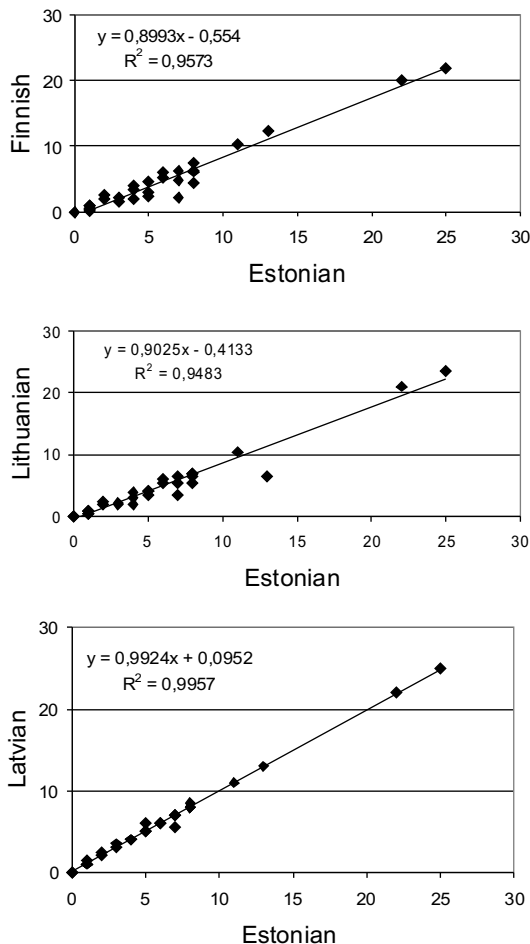 y = 0,8993x - 0,554
R² = 0,9573
Finnish
30
20
10
0
0 5 10 15 20 25 30
Estonian
y = 0,9025x - 0,4133
R² = 0,9483
Lithuanian
30
20
10
0
0 5 10 15 20 25 30
Estonian
y = 0,9924x + 0,0952
R² = 0,9957
Latvian
30
20
10
0
0 5 10 15 20 25 30
Estonian